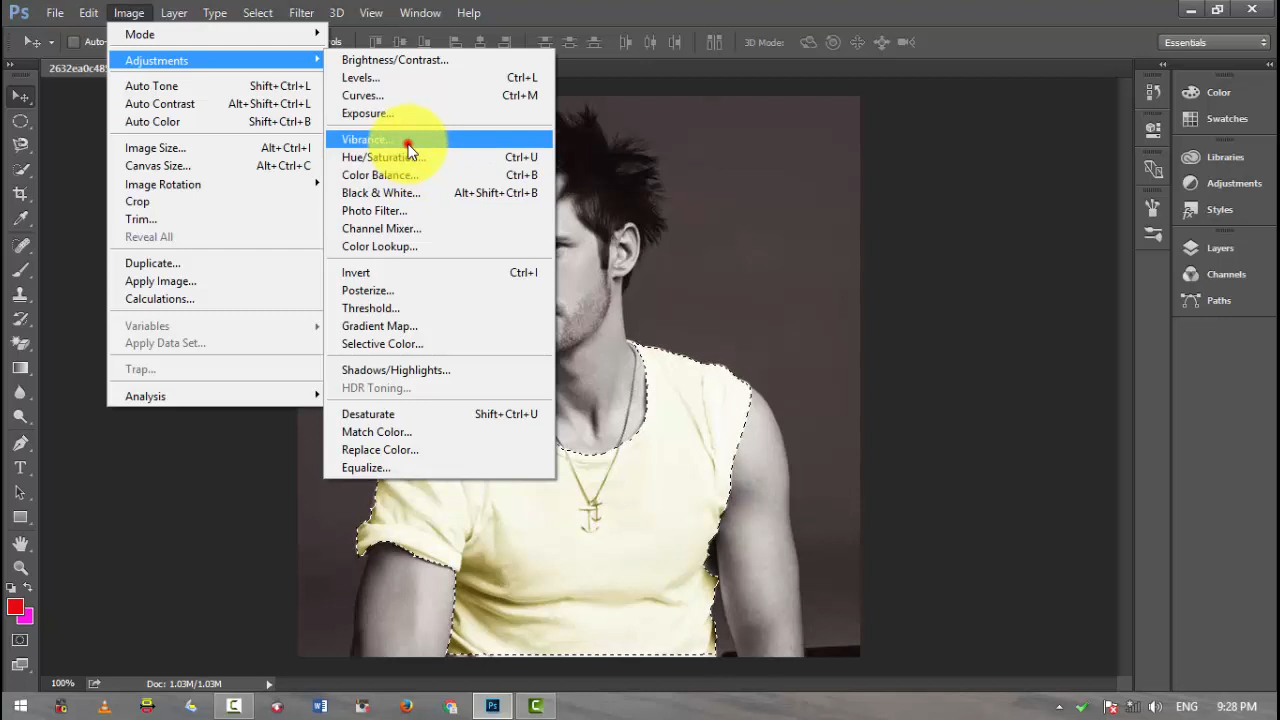 Ps File Edit Image Layer Type Select Filter 3D View Window Help
Mode
Auto-
3D Mode:
Essentials
Adjustments
Auto Tone Shift+Ctrl+L
Auto Contrast Alt+Shift+Ctrl+L
Auto Color Shift+Ctrl+B
Image Size... Alt+Ctrl+I
Canvas Size... Alt+Ctrl+C
Image Rotation
Crop
Trim...
Reveal All
Duplicate...
Apply Image...
Calculations...
Variables
Apply Data Set...
Trap...
Analysis
Brightness/Contrast...
Levels... Ctrl+L
Curves... Ctrl+M
Exposure...
Vibrance...
Hue/Saturation... Ctrl+U
Color Balance... Ctrl+B
Black & White... Alt+Shift+Ctrl+B
Photo Filter...
Channel Mixer...
Color Lookup...
Invert Ctrl+I
Posterize...
Threshold...
Gradient Map...
Selective Color...
Shadows/Highlights...
HDR Toning...
Desaturate Shift+Ctrl+U
Match Color...
Replace Color...
Equalize...
Color
Swatches
Libraries
Adjustments
Styles
Layers
Channels
Paths
100% Doc: 1.03M/1.03M
Ps
ENG 9:28 PM